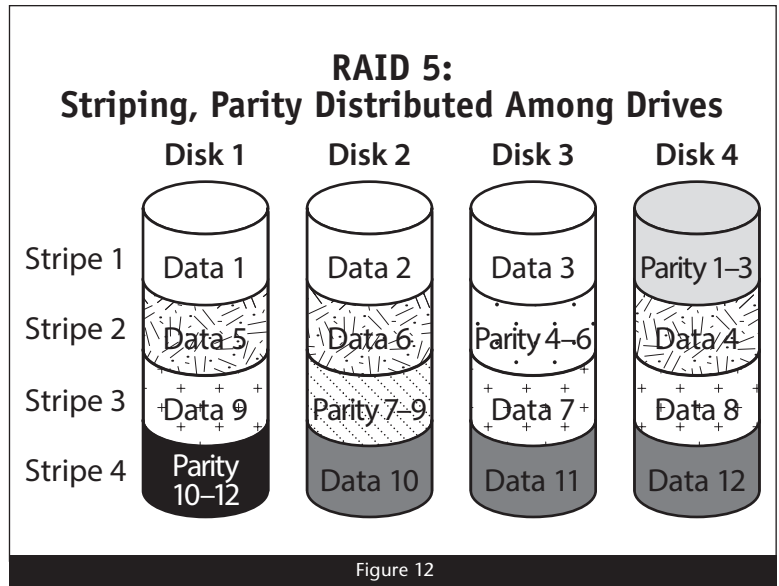 RAID 5:
Striping, Parity Distributed Among Drives
Disk 1 Disk 2 Disk 3 Disk 4
Stripe 1 Data 1 Data 2 Data 3 Parity 1–3
Stripe 2 Data 5 Data 6 Parity 4–6 Data 4
Stripe 3 Data 9 Parity 7–9 Data 7 Data 8
Stripe 4 Parity
10–12 Data 10 Data 11 Data 12
Figure 12